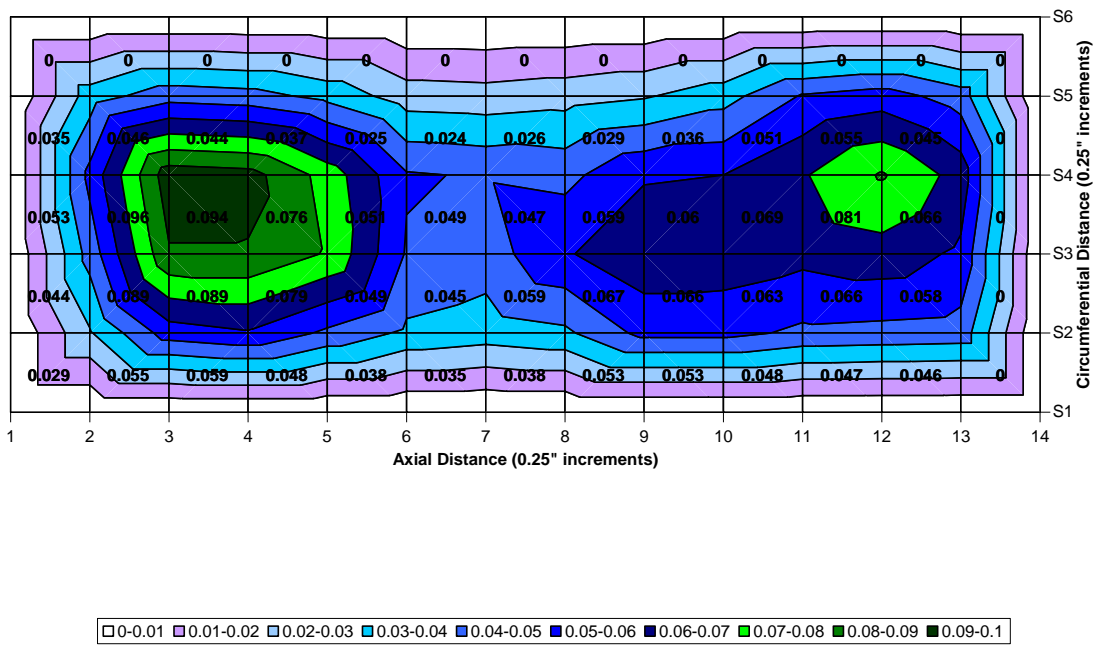 S6
0 0 0 0 0 0 0 0 0 0 0 0 0
S5
0.035 0.046 0.044 0.037 0.025 0.024 0.026 0.029 0.036 0.051 0.055 0.045 0
S4
0.053 0.096 0.094 0.076 0.051 0.049 0.047 0.059 0.06 0.069 0.081 0.066 0
S3
0.044 0.089 0.089 0.079 0.049 0.045 0.059 0.067 0.066 0.063 0.066 0.058 0
S2
0.029 0.055 0.059 0.048 0.038 0.035 0.038 0.053 0.053 0.048 0.047 0.046 0
S1
Circumferential Distance (0.25" increments)
1 2 3 4 5 6 7 8 9 10 11 12 13 14
Axial Distance (0.25" increments)
0-0.01 0.01-0.02 0.02-0.03 0.03-0.04 0.04-0.05 0.05-0.06 0.06-0.07 0.07-0.08 0.08-0.09 0.09-0.1